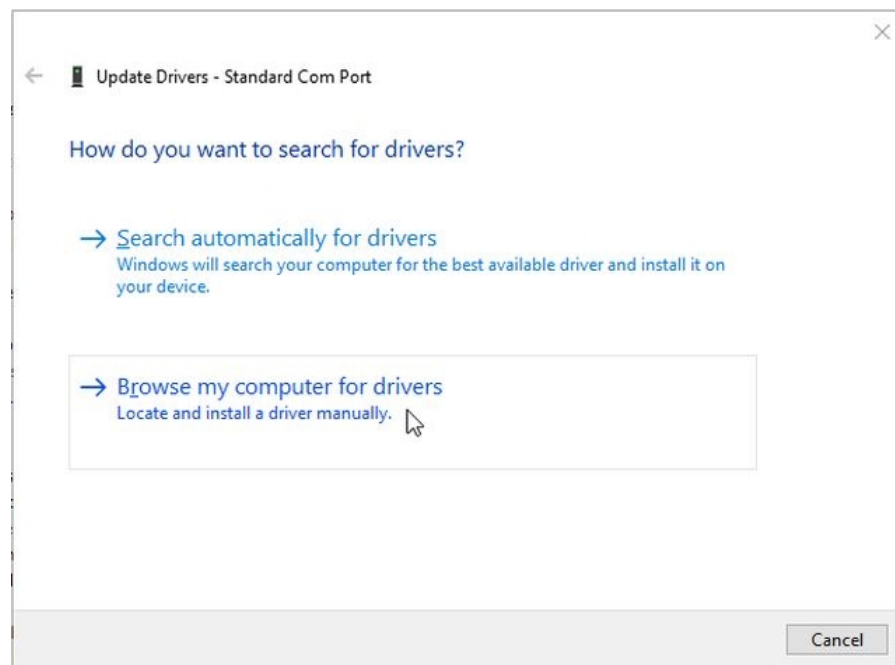 Update Drivers - Standard Com Port
How do you want to search for drivers?
Search automatically for drivers
Windows will search your computer for the best available driver and install it on
your device.
Browse my computer for drivers
Locate and install a driver manually.
Cancel